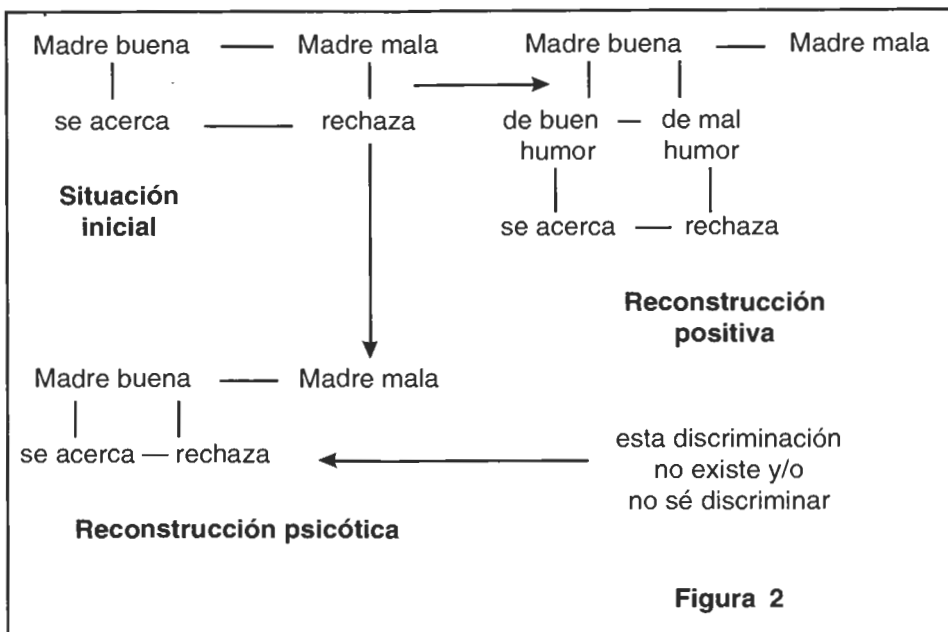 Madre buena — Madre mala
se acerca — rechaza
Situación
inicial
Madre buena — Madre mala
de buen — de mal
humor humor
se acerca — rechaza
Reconstrucción
positiva
Madre buena — Madre mala
se acerca — rechaza
Reconstrucción psicótica
esta discriminación
no existe y/o
no sé discriminar
Figura 2